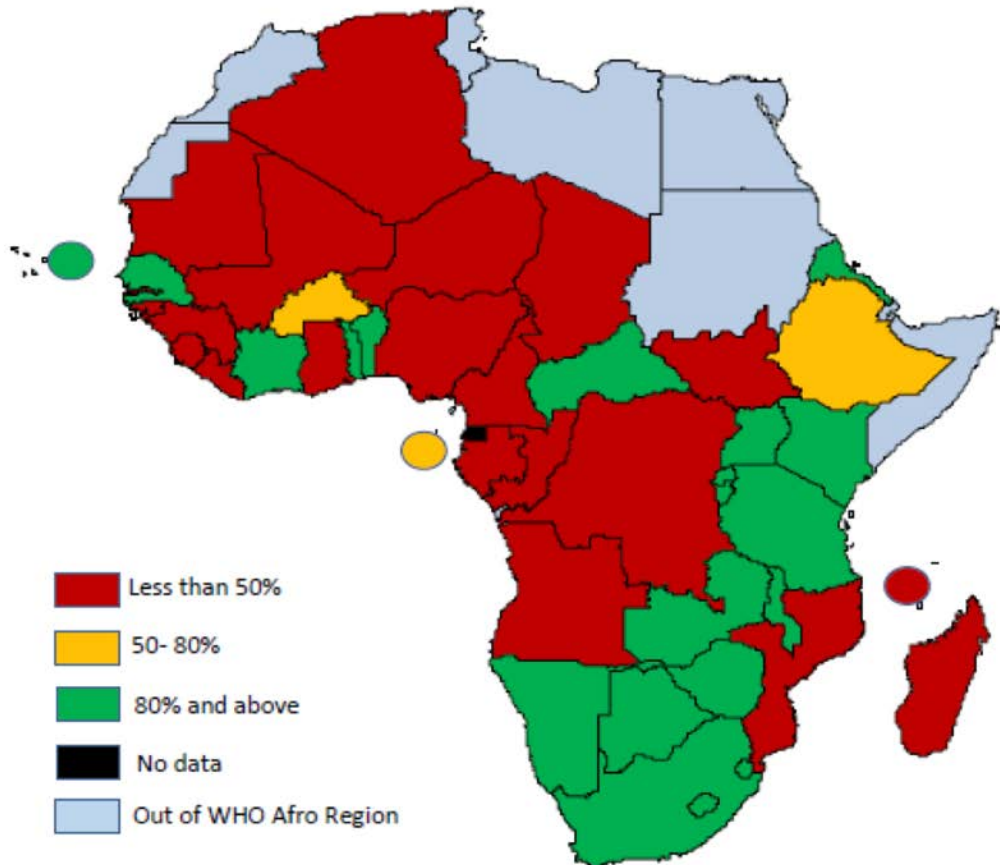 Less than 50%
50- 80%
80% and above
No data
Out of WHO Afro Region